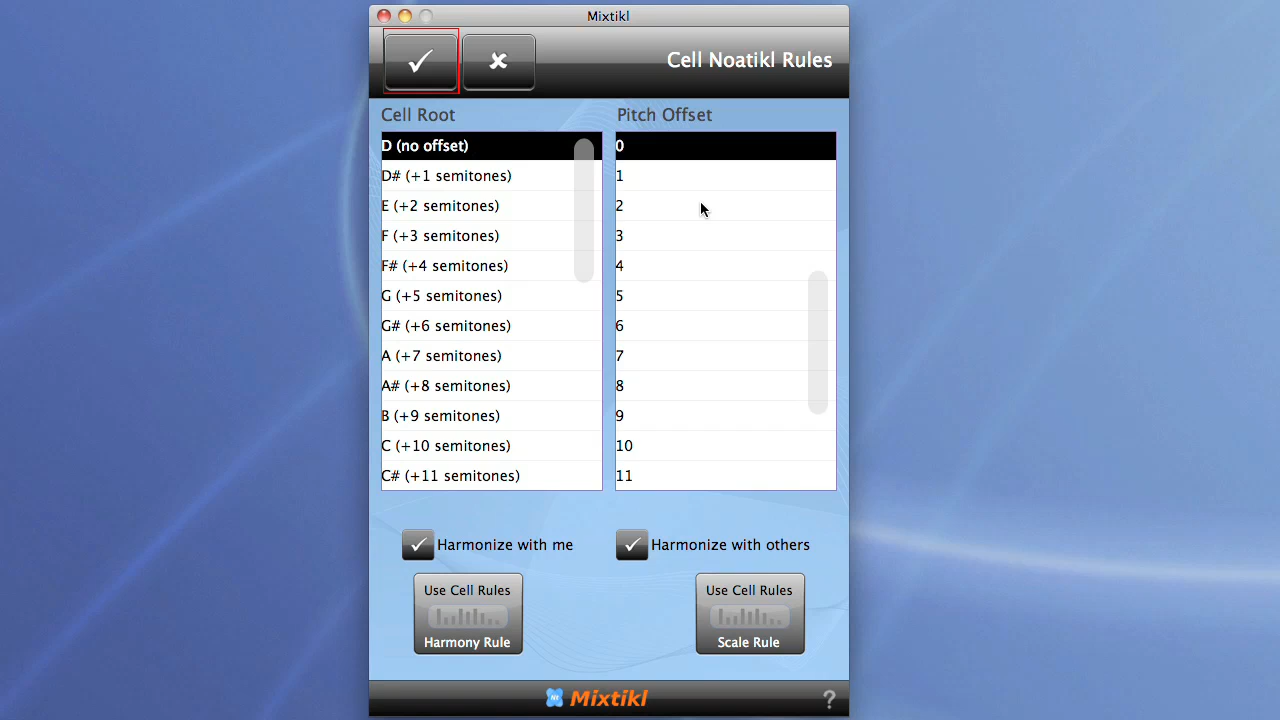 Mixtikl
Cell Noatikl Rules
Cell Root
D (no offset)
D# (+1 semitones)
E (+2 semitones)
F (+3 semitones)
F# (+4 semitones)
G (+5 semitones)
G# (+6 semitones)
A (+7 semitones)
A# (+8 semitones)
B (+9 semitones)
C (+10 semitones)
C# (+11 semitones)
Pitch Offset
0
1
2
3
4
5
6
7
8
9
10
11
Harmonize with me
Harmonize with others
Use Cell Rules
Harmony Rule
Use Cell Rules
Scale Rule
Mixtikl
?